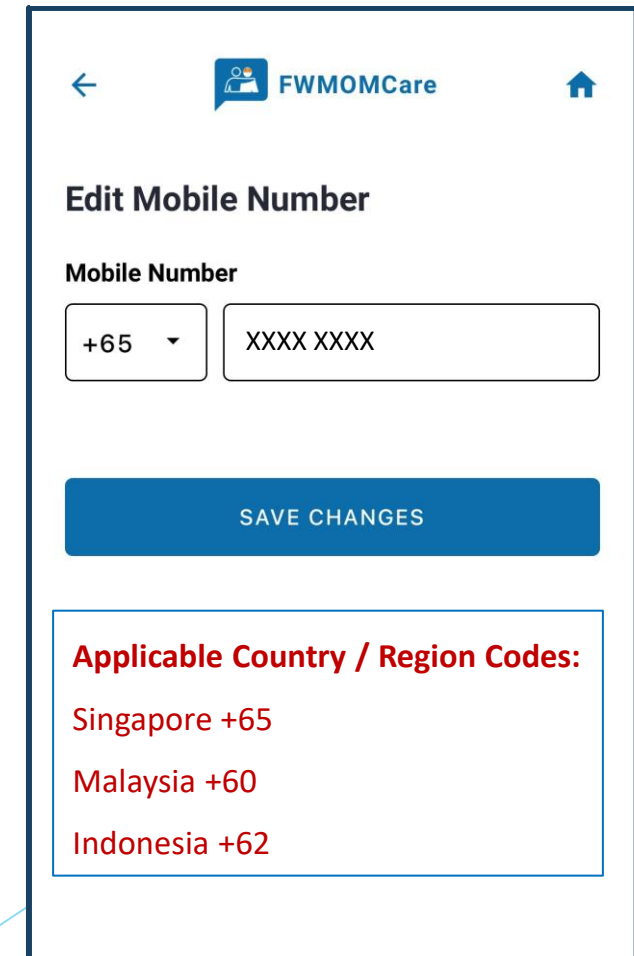 FWMOMCare
Edit Mobile Number
Mobile Number
+65 XXXX XXXX
SAVE CHANGES
Applicable Country / Region Codes:
Singapore +65
Malaysia +60
Indonesia +62